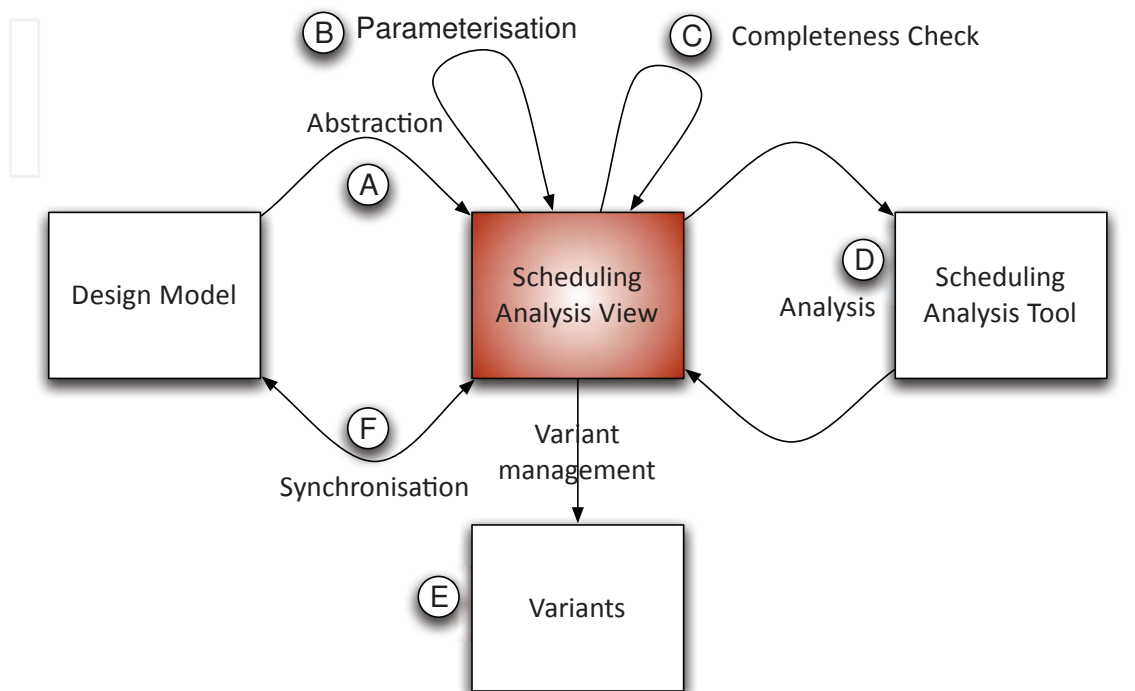 B Parameterisation
C Completeness Check
Abstraction
A
Design Model
Scheduling
Analysis View
D
Analysis
Scheduling
Analysis Tool
F
Synchronisation
Variant
management
E
Variants